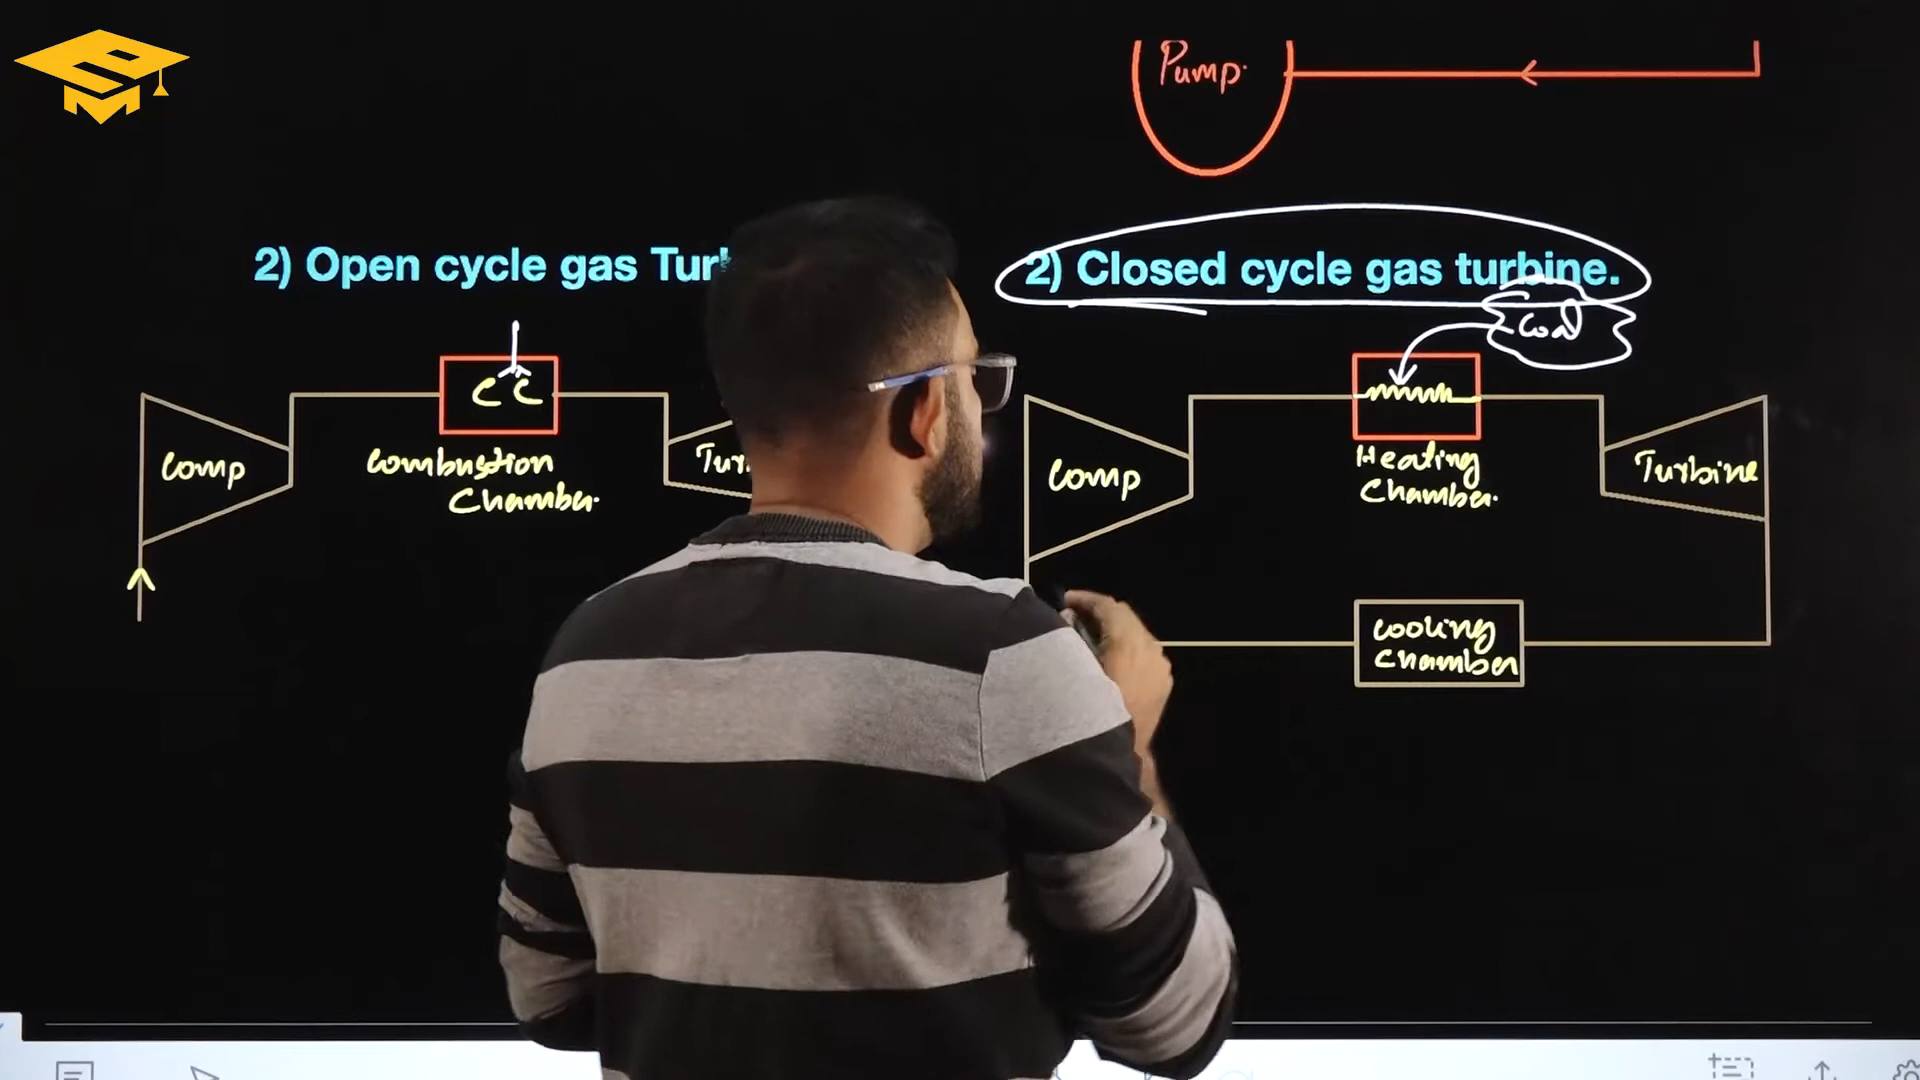 Pump.
2) Open cycle gas Tur
2) Closed cycle gas turbine.
Coal
CC
Comp
Combustion
Chamber.
Tur
Comp
Heating
Chamber.
Turbine
Cooling
Chamber